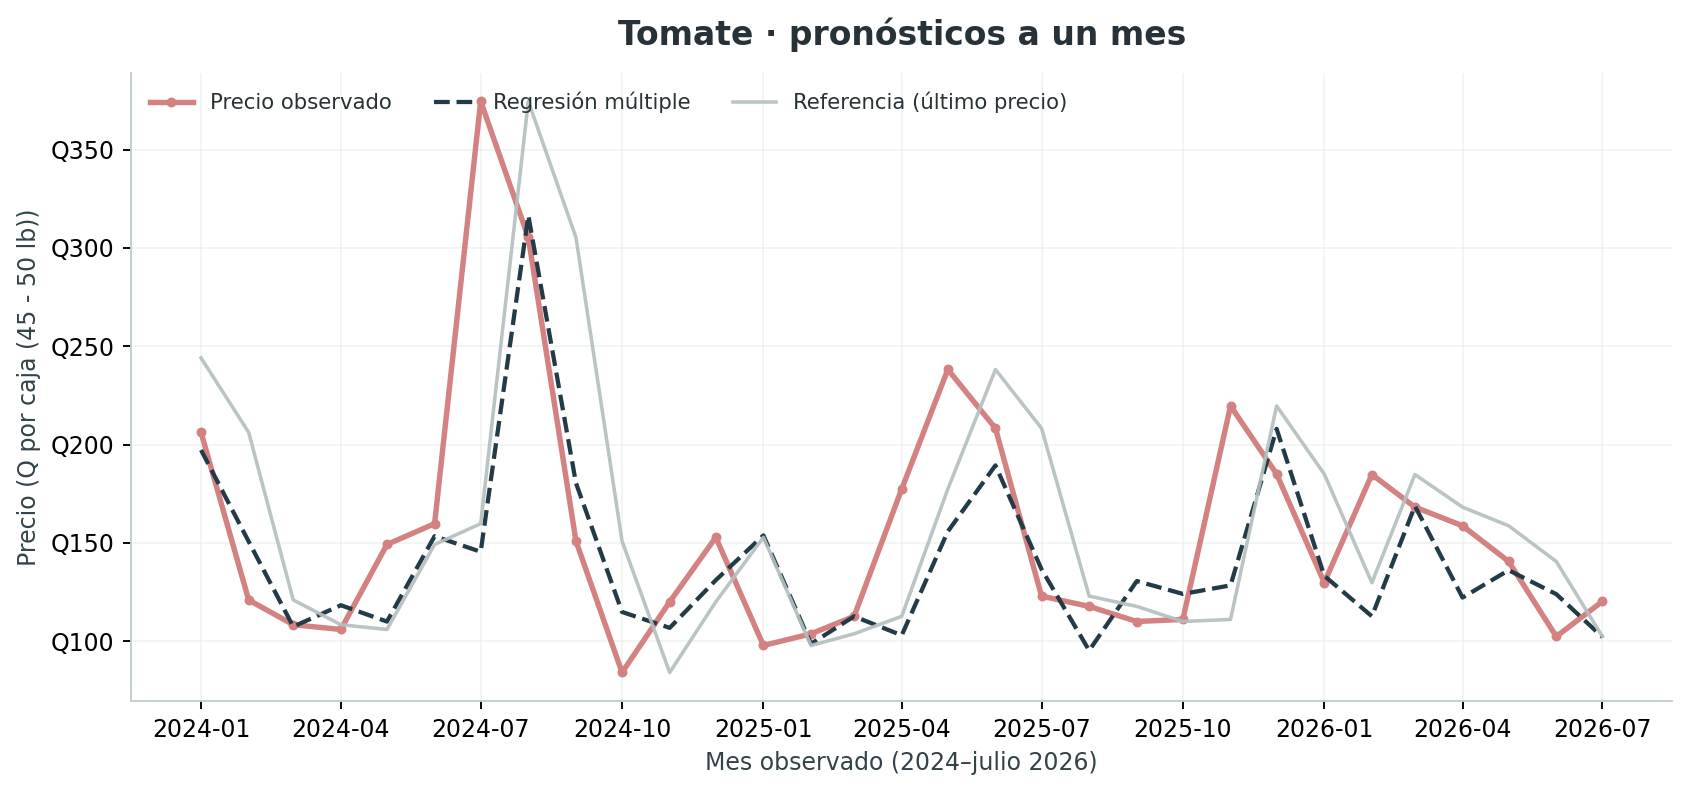 Tomate · pronósticos a un mes
Precio observado
Regresión múltiple
Referencia (último precio)
Precio (Q por caja (45 - 50 lb))
Q350
Q300
Q250
Q200
Q150
Q100
2024-01 2024-04 2024-07 2024-10 2025-01 2025-04 2025-07 2025-10 2026-01 2026-04 2026-07
Mes observado (2024–julio 2026)